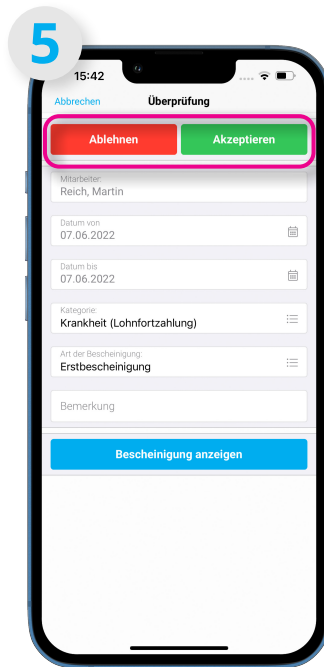 5
15:42
Abbrechen Überprüfung
Ablehnen Akzeptieren
Mitarbeiter:
Reich, Martin
Datum von
07.06.2022
Datum bis
07.06.2022
Kategorie:
Krankheit (Lohnfortzahlung)
Art der Bescheinigung:
Erstbescheinigung
Bemerkung
Bescheinigung anzeigen